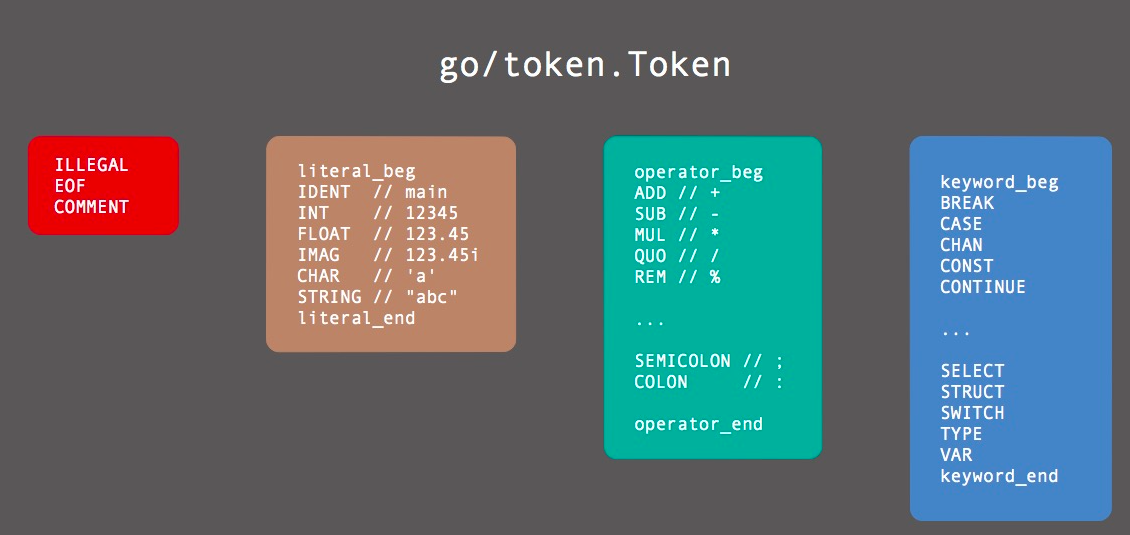 go/token.Token
ILLEGAL
EOF
COMMENT
literal_beg
IDENT  // main
INT    // 12345
FLOAT  // 123.45
IMAG   // 123.45i
CHAR   // 'a'
STRING // "abc"
literal_end
operator_beg
ADD // +
SUB // -
MUL // *
QUO // /
REM // %
...
SEMICOLON // ;
COLON     // :
operator_end
keyword_beg
BREAK
CASE
CHAN
CONST
CONTINUE
...
SELECT
STRUCT
SWITCH
TYPE
VAR
keyword_end